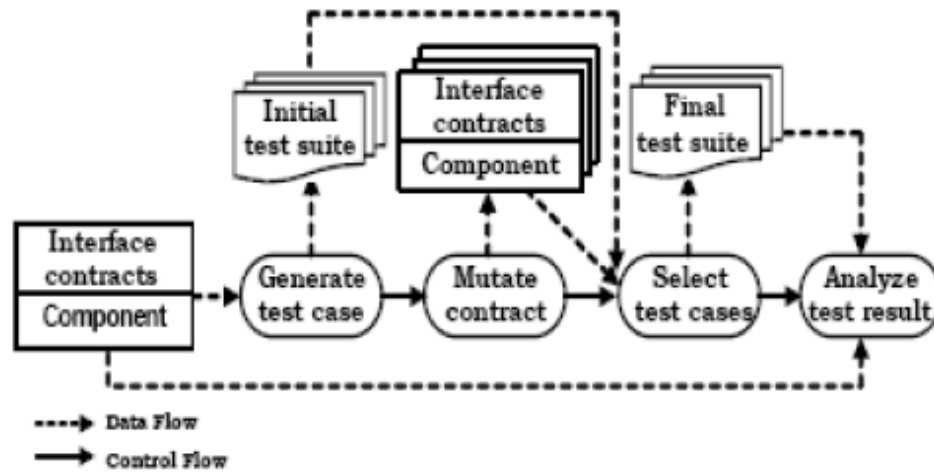 Initial
test suite
Interface
contracts
Component
Final
test suite
Interface
contracts
Component
Generate
test case
Mutate
contract
Select
test cases
Analyze
test result
Data Flow
Control Flow